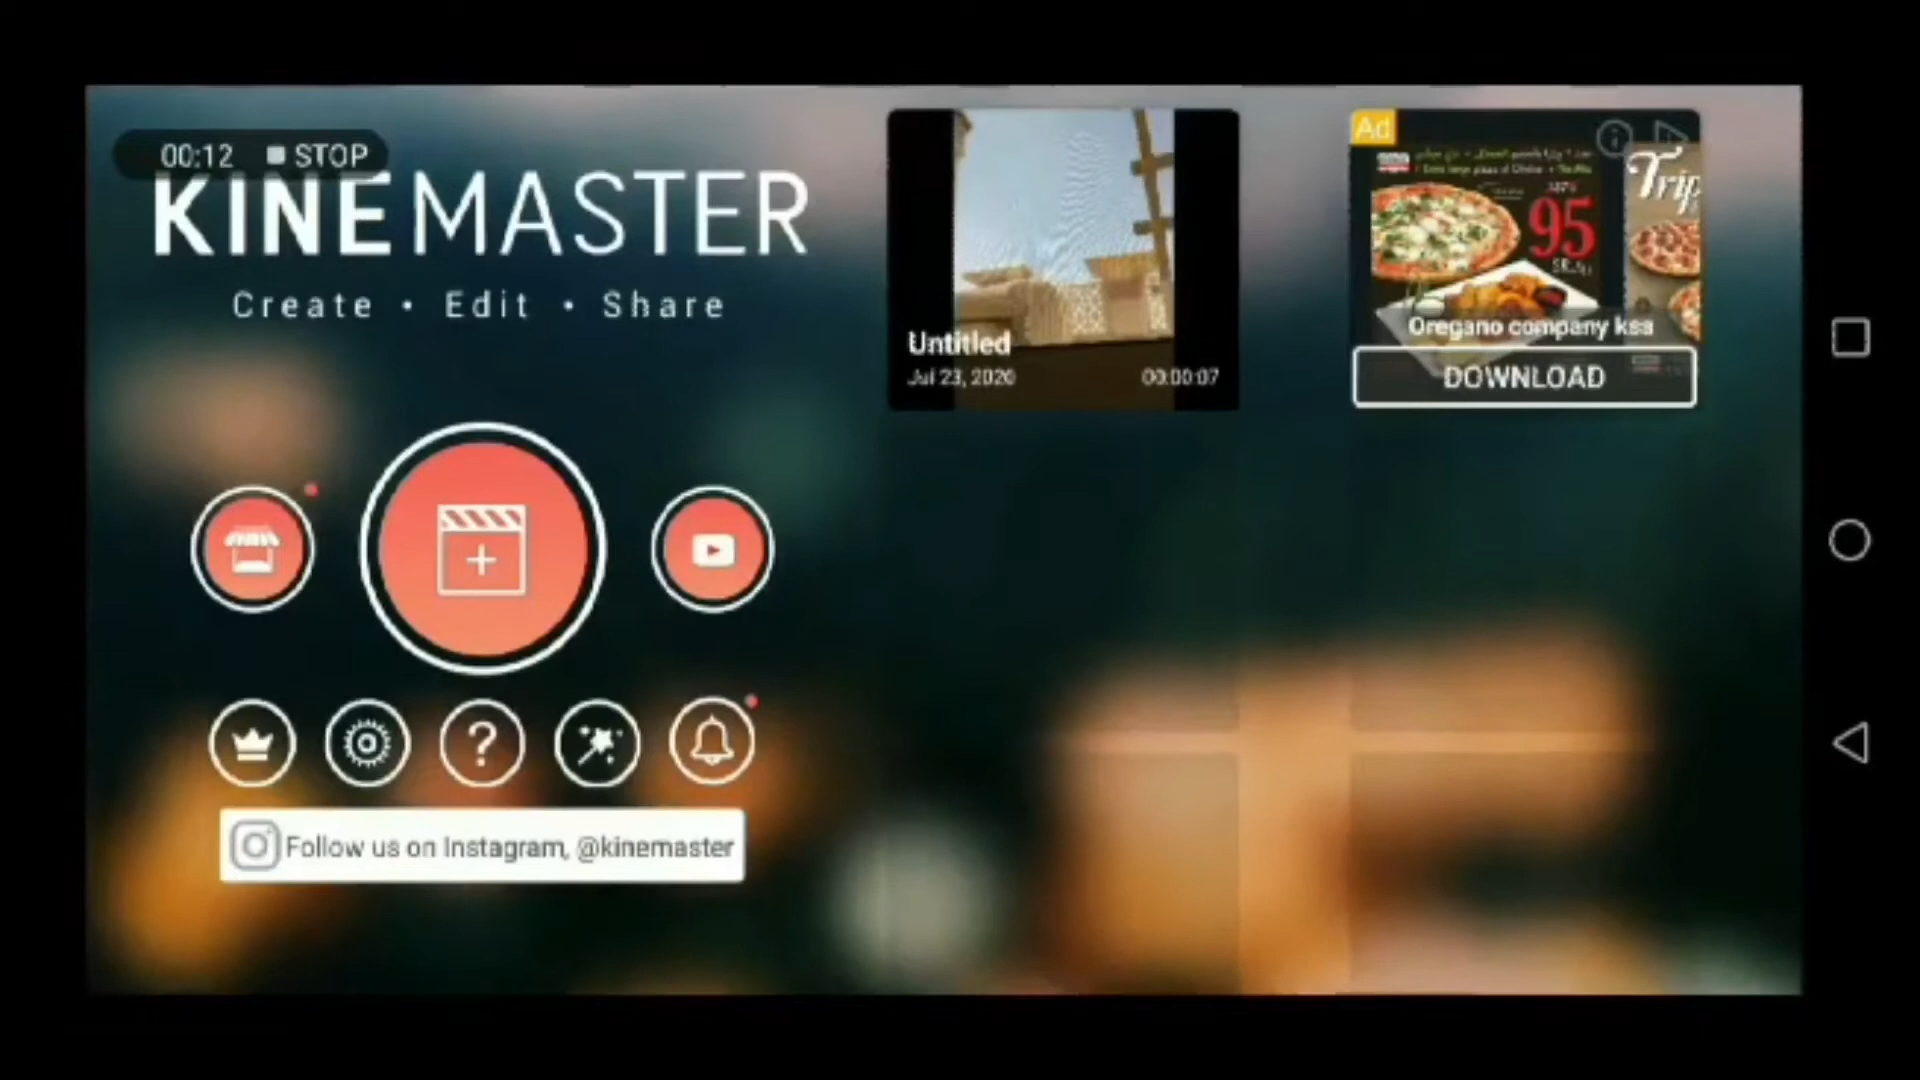 00:12 STOP
KINEMASTER
Create • Edit • Share
Follow us on Instagram, @kinemaster
Untitled
Jul 23, 2020 00:00:07
Ad
95
Trip
Oregano company ksa
DOWNLOAD